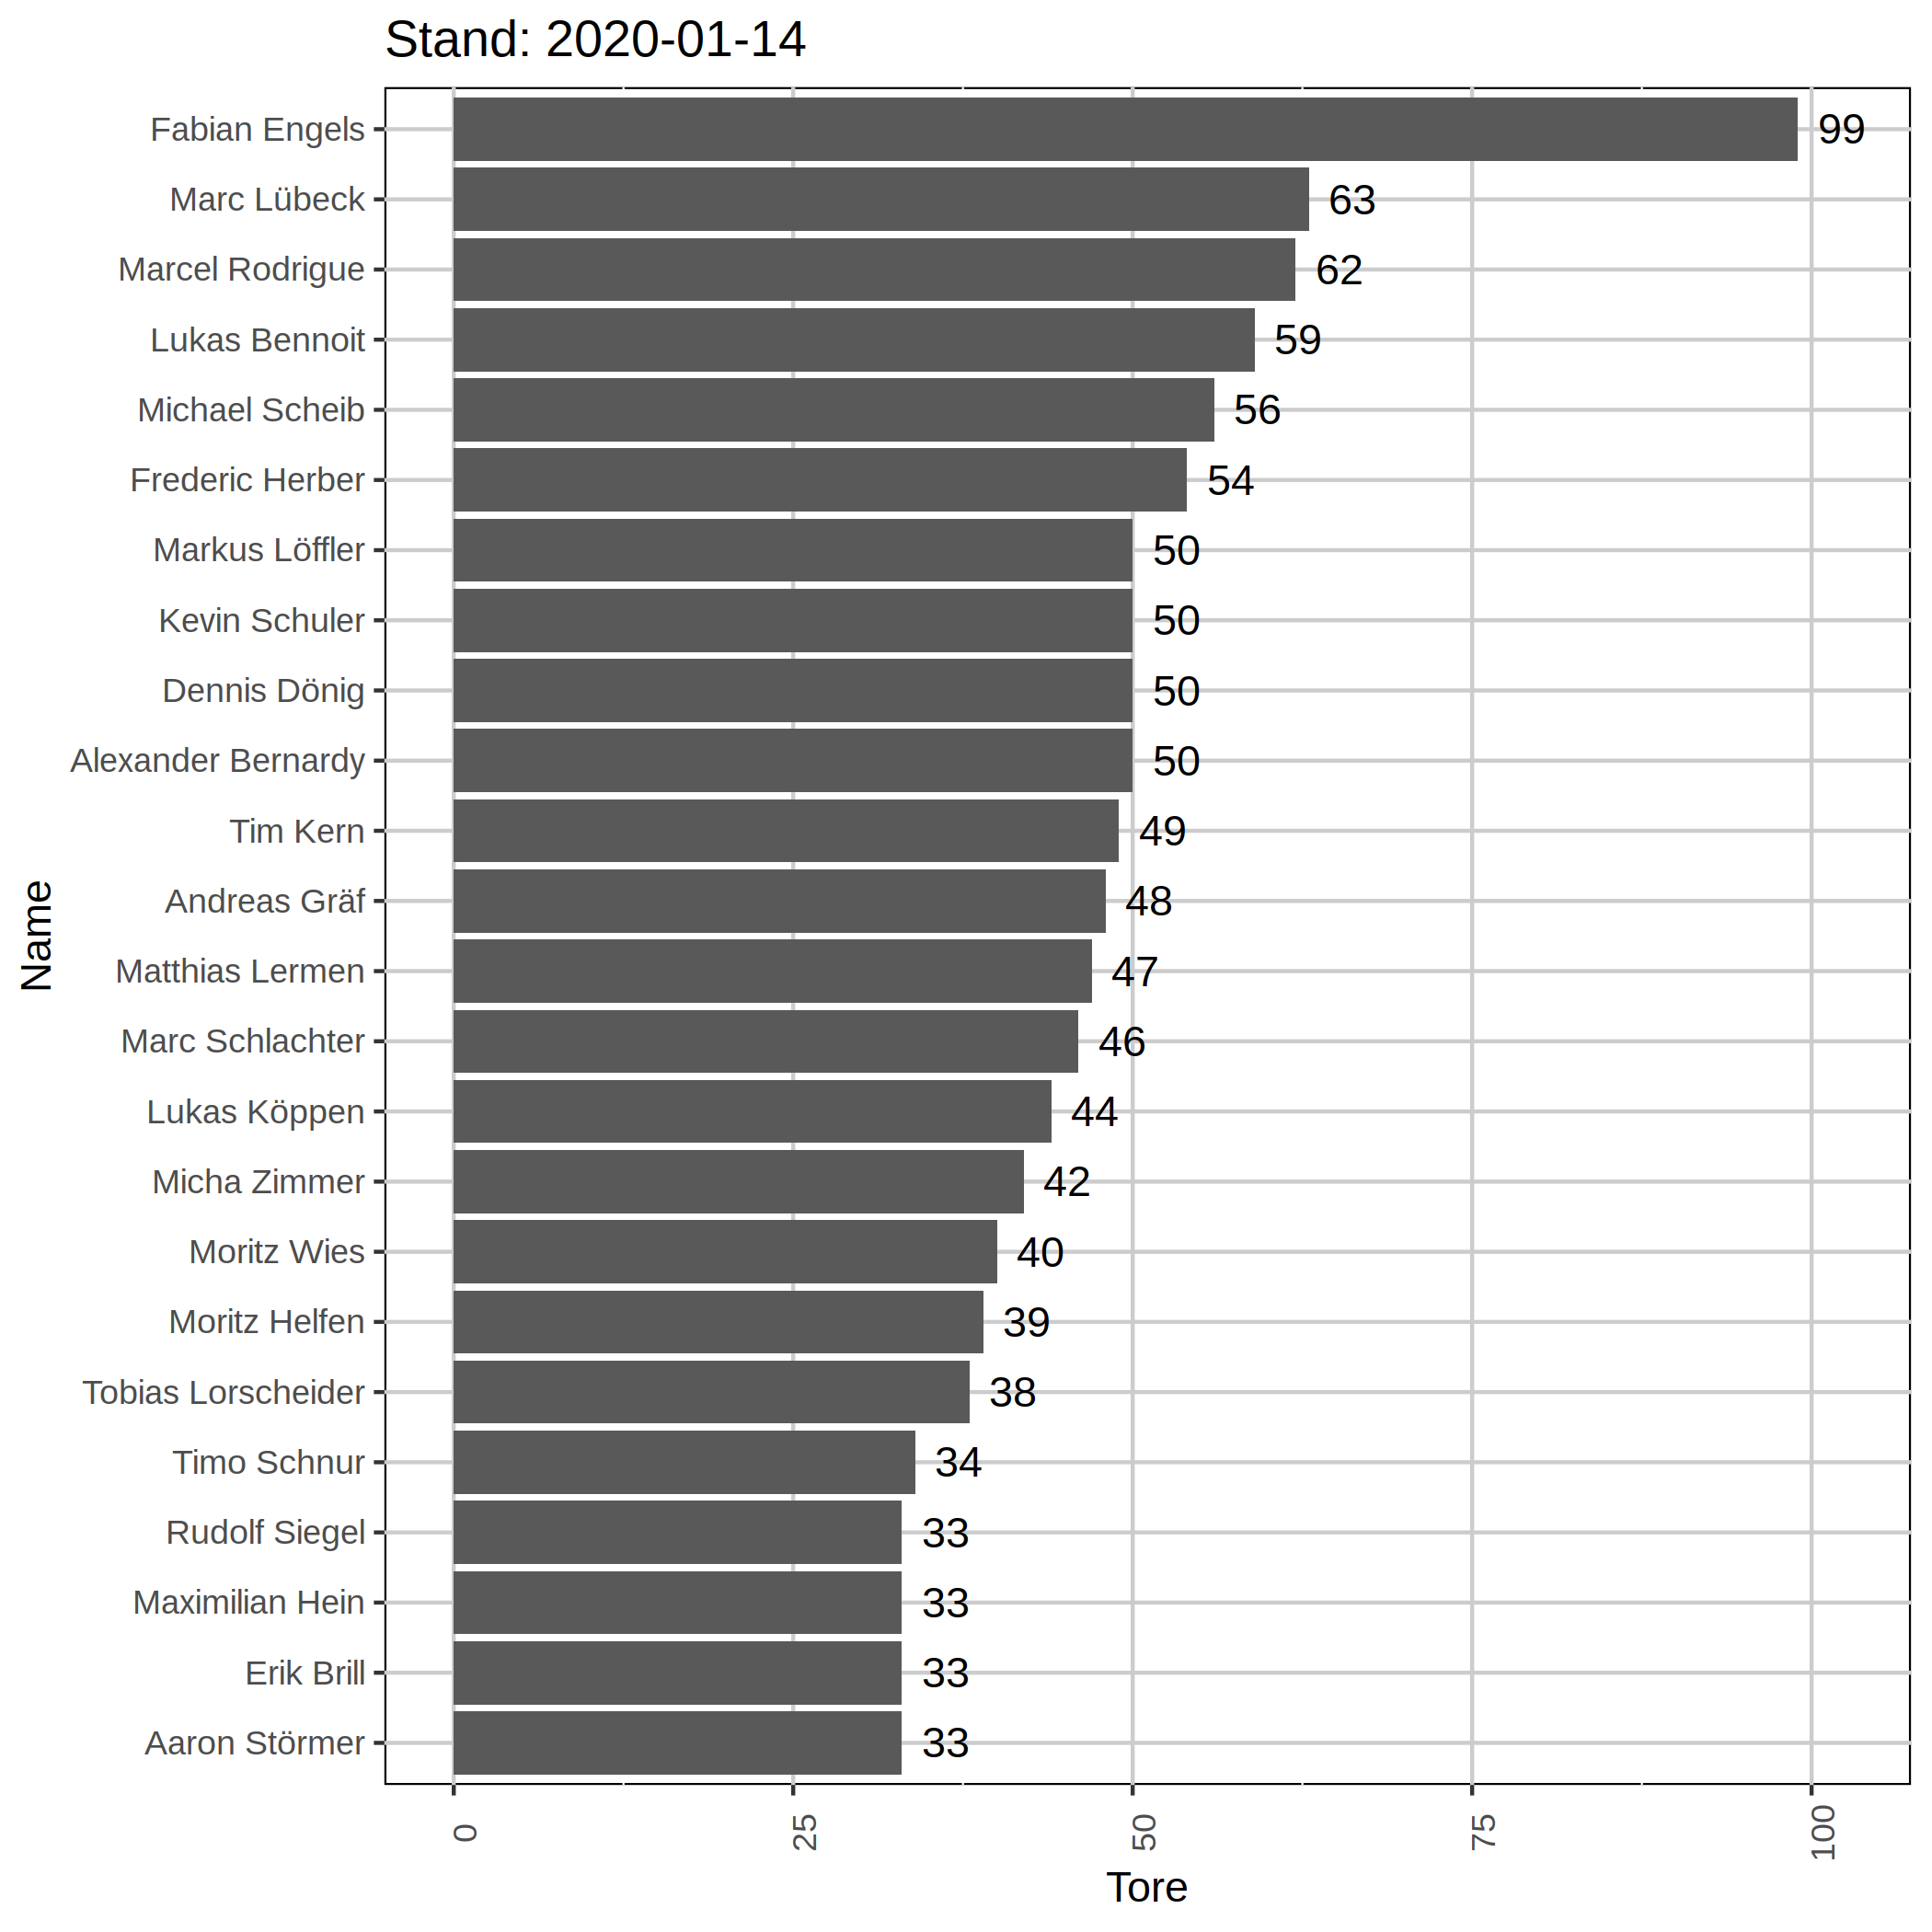 Stand: 2020-01-14
Fabian Engels 99
Marc Lübeck 63
Marcel Rodrigue 62
Lukas Bennoit 59
Michael Scheib 56
Frederic Herber 54
Markus Löffler 50
Kevin Schuler 50
Dennis Dönig 50
Alexander Bernardy 50
Tim Kern 49
Andreas Gräf 48
Matthias Lermen 47
Marc Schlachter 46
Lukas Köppen 44
Micha Zimmer 42
Moritz Wies 40
Moritz Helfen 39
Tobias Lorscheider 38
Timo Schnur 34
Rudolf Siegel 33
Maximilian Hein 33
Erik Brill 33
Aaron Störmer 33
Name
0 25 50 75 100
Tore